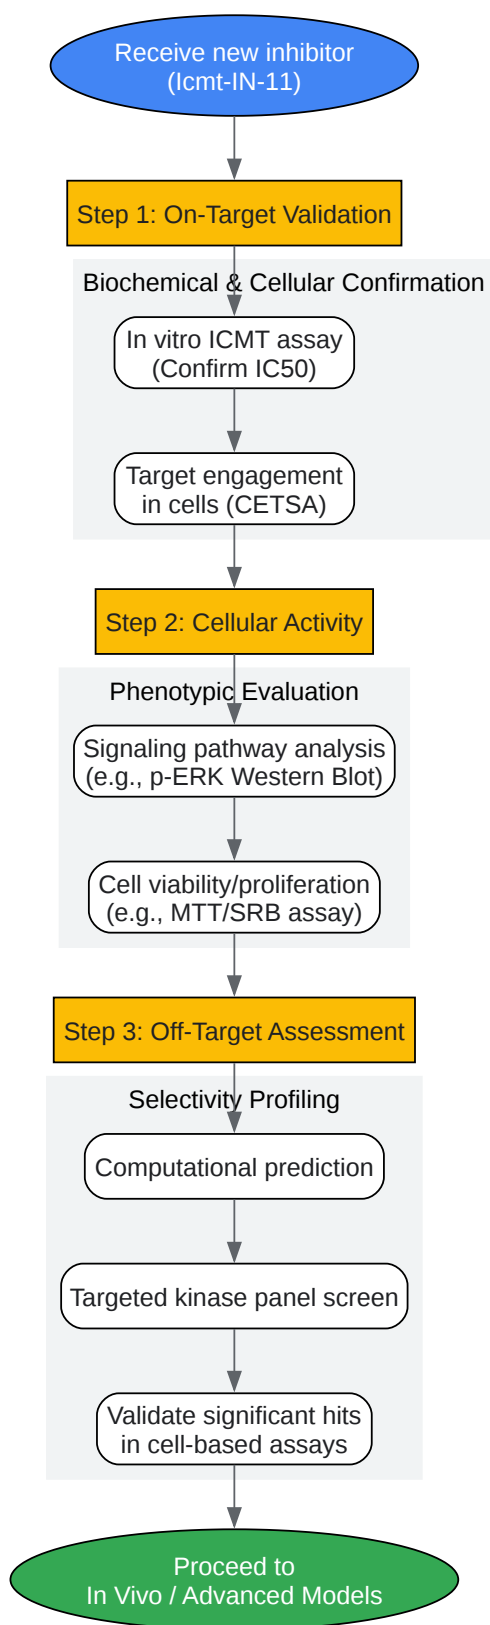 Receive new inhibitor
(Icmt-IN-11)
Step 1: On-Target Validation
Biochemical & Cellular Confirmation
In vitro ICMT assay
(Confirm IC50)
Target engagement
in cells (CETSA)
Step 2: Cellular Activity
Phenotypic Evaluation
Signaling pathway analysis
(e.g., p-ERK Western Blot)
Cell viability/proliferation
(e.g., MTT/SRB assay)
Step 3: Off-Target Assessment
Selectivity Profiling
Computational prediction
Targeted kinase panel screen
Validate significant hits
in cell-based assays
Proceed to
In Vivo / Advanced Models